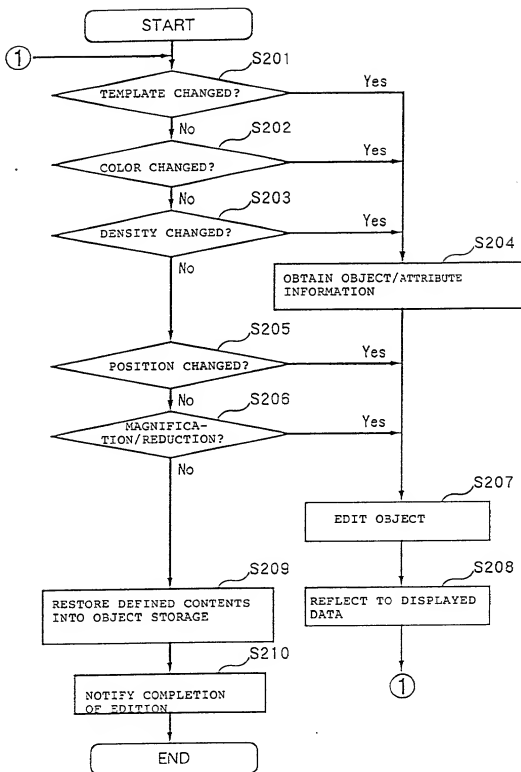 START
①
S201
TEMPLATE CHANGED?
Yes
No
S202
COLOR CHANGED?
Yes
No
S203
DENSITY CHANGED?
Yes
No
S204
OBTAIN OBJECT/ATTRIBUTE
INFORMATION
S205
POSITION CHANGED?
Yes
No
S206
MAGNIFICA-
TION/REDUCTION?
Yes
No
S207
EDIT OBJECT
S208
REFLECT TO DISPLAYED
DATA
①
S209
RESTORE DEFINED CONTENTS
INTO OBJECT STORAGE
S210
NOTIFY COMPLETION
OF EDITION
END